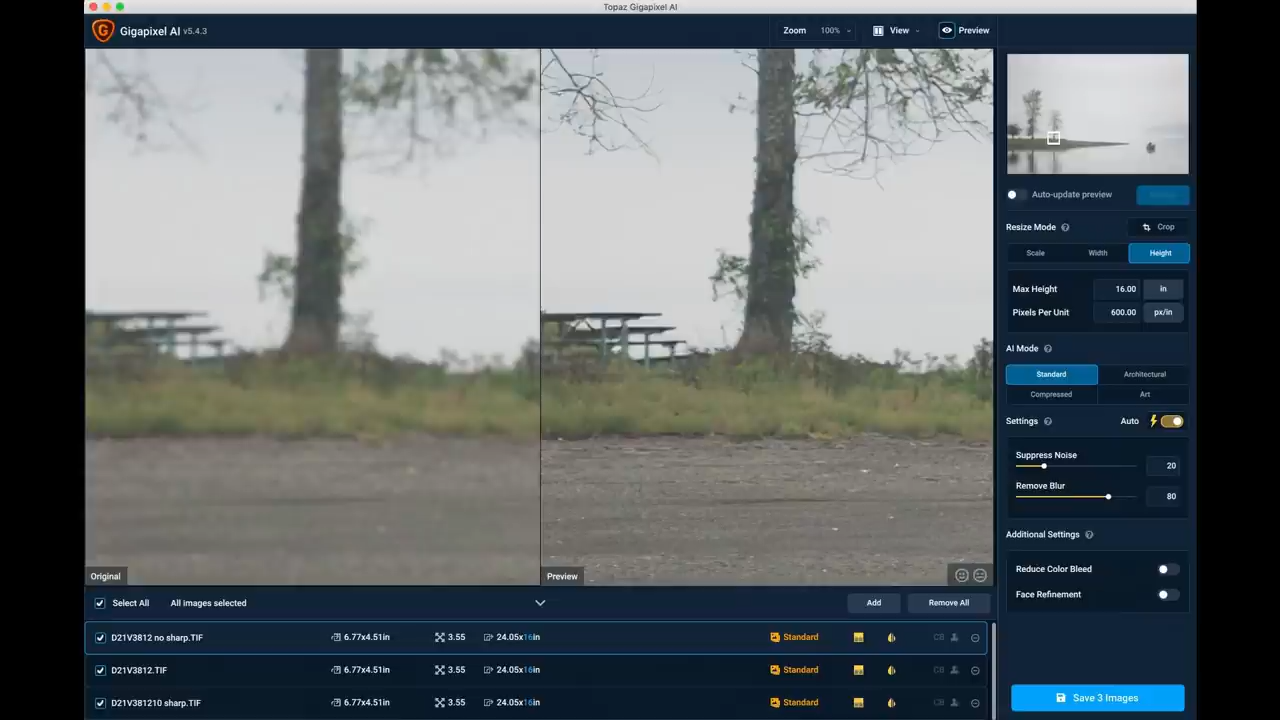 Topaz Gigapixel AI
Gigapixel AI v5.4.3
Zoom 100% View Preview
Auto-update preview
Resize Mode Crop
Scale Width Height
Max Height 16.00 in
Pixels Per Unit 600.00 px/in
AI Mode
Standard Architectural
Compressed Art
Settings Auto
Suppress Noise 20
Remove Blur 80
Additional Settings
Reduce Color Bleed
Face Refinement
Original Preview
Select All All images selected Add Remove All
D21V3812 no sharp.TIF 6.77x4.51in 3.55 24.05x16in Standard CB
D21V3812.TIF 6.77x4.51in 3.55 24.05x16in Standard CB
D21V381210 sharp.TIF 6.77x4.51in 3.55 24.05x16in Standard CB
Save 3 Images